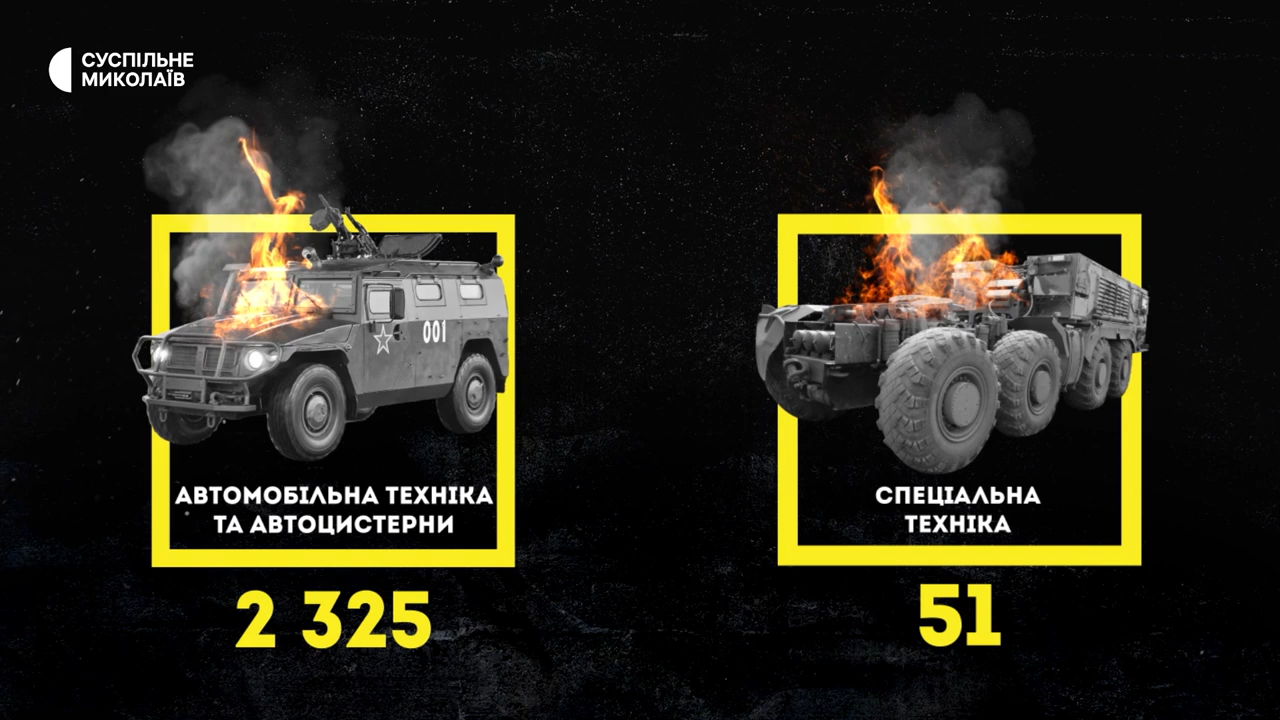 СУСПІЛЬНЕ
МИКОЛАЇВ
001
АВТОМОБІЛЬНА ТЕХНІКА
ТА АВТОЦИСТЕРНИ
2 325
СПЕЦІАЛЬНА
ТЕХНІКА
51